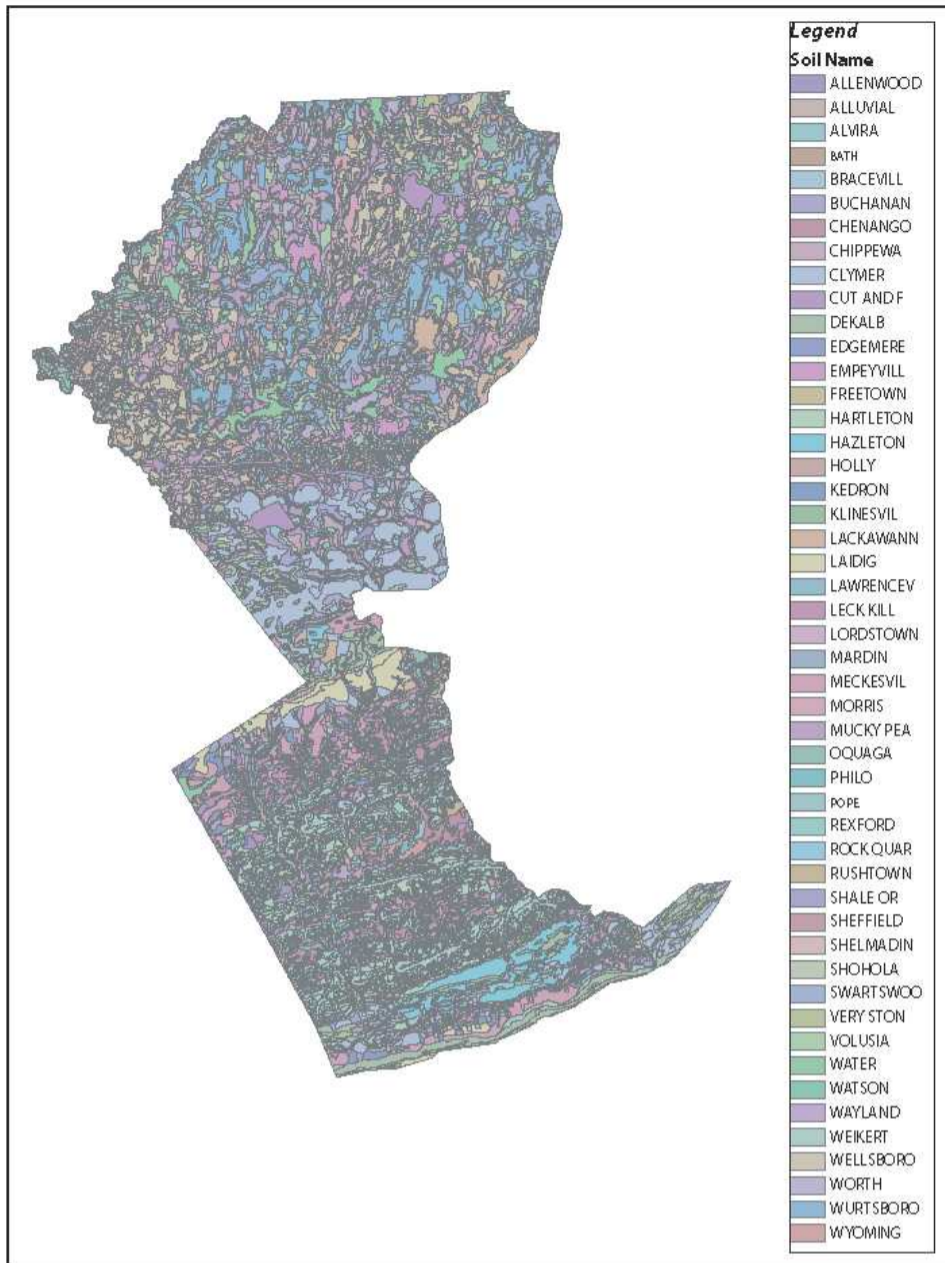 Legend
Soil Name
ALLENWOOD
ALLUVIAL
ALVIRA
BATH
BRACEVILL
BUCHANAN
CHENANGO
CHIPPEWA
CLYMER
CUT AND F
DEKALB
EDGEMERE
EMPEYVILL
FREETOWN
HARTLETON
HAZLETON
HOLLY
KEDRON
KLINESVIL
LACKAWANN
LAIDIG
LAWRENCEV
LECK KILL
LORDSTOWN
MARDIN
MECKESVIL
MORRIS
MUCKY PEA
OQUAGA
PHILO
POPE
REXFORD
ROCK QUAR
RUSHTOWN
SHALE OR
SHEFFIELD
SHELMADIN
SHOHOLA
SWARTSWOO
VERY STON
VOLUSIA
WATER
WATSON
WAYLAND
WEIKERT
WELLSBORO
WORTH
WURTSBORO
WYOMING